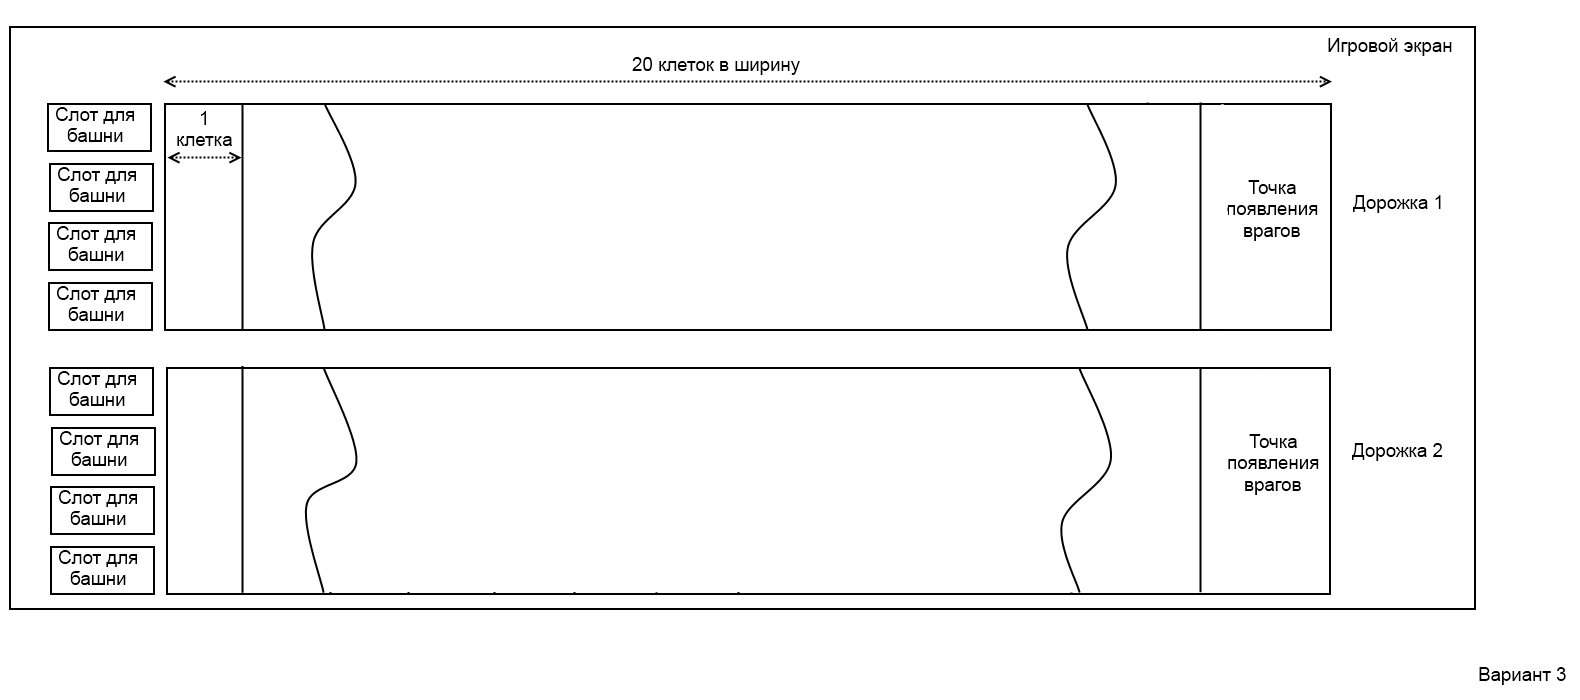 Игровой экран
20 клеток в ширину
Слот для
башни
1
клетка
Слот для
башни
Слот для
башни
Слот для
башни
Точка
появления
врагов
Дорожка 1
Слот для
башни
Слот для
башни
Слот для
башни
Слот для
башни
Точка
появления
врагов
Дорожка 2
Вариант 3